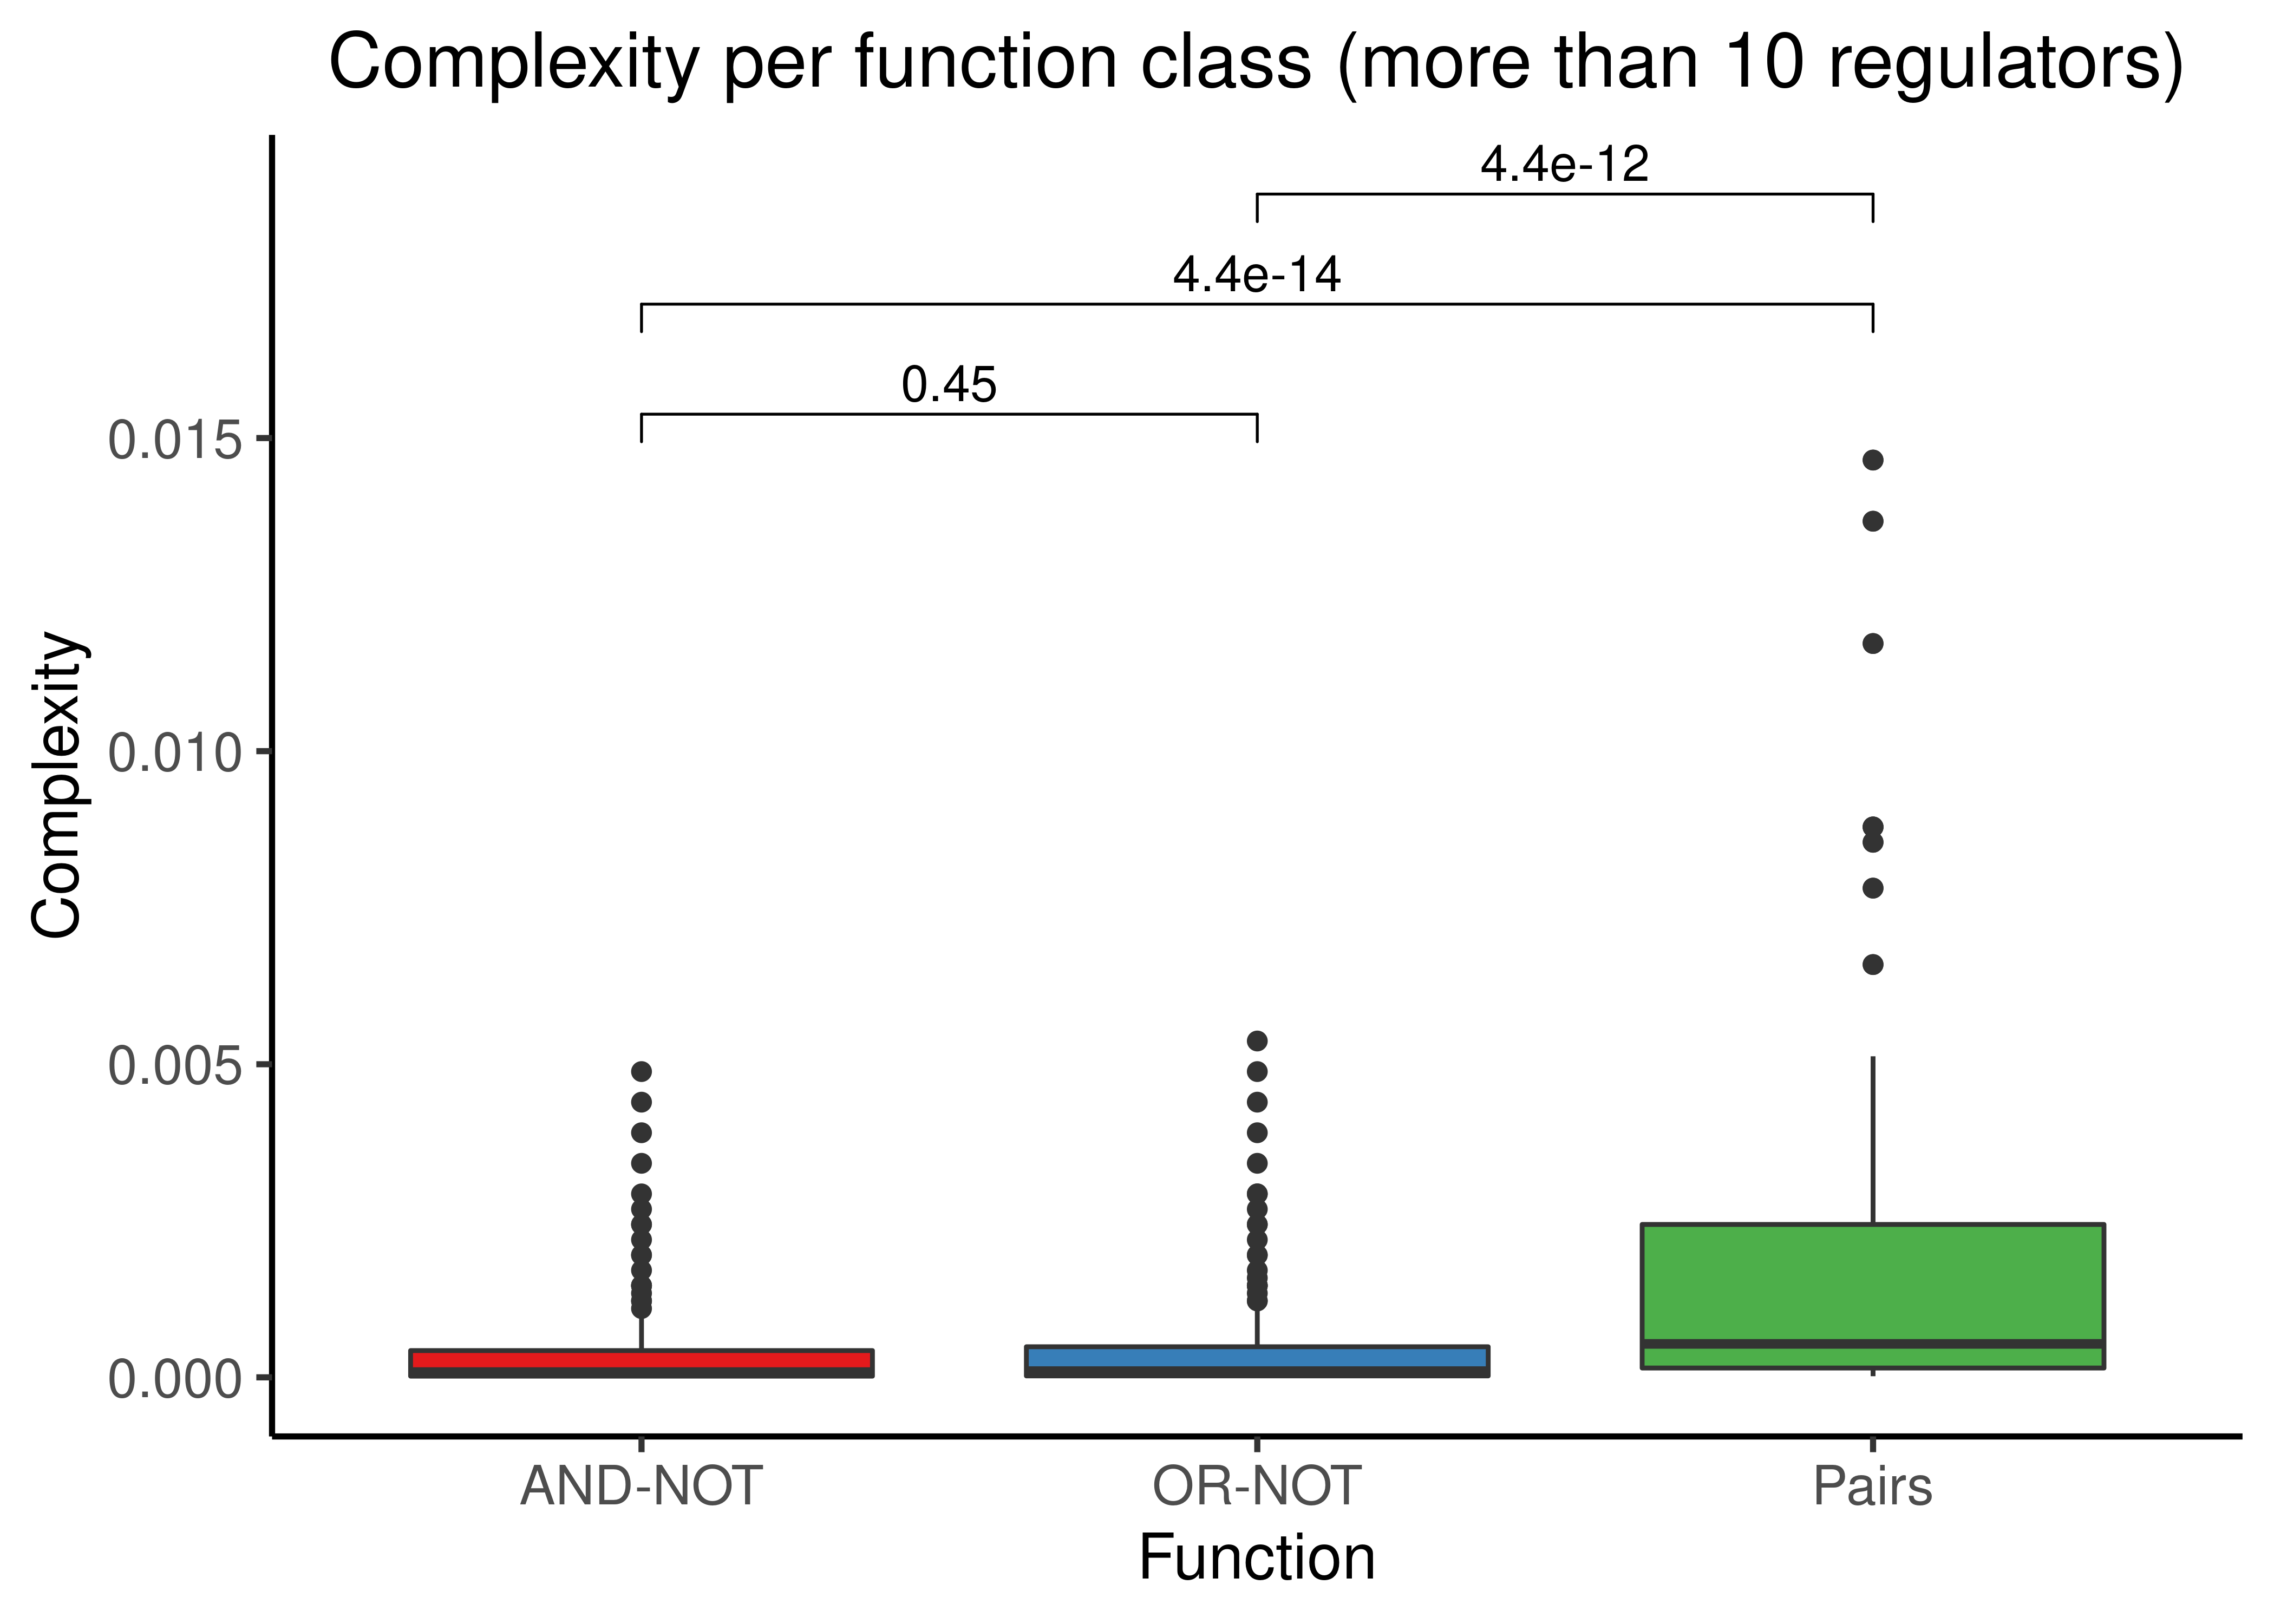 Complexity per function class (more than 10 regulators)
4.4e-12
4.4e-14
0.45
0.015
0.010
0.005
0.000
Complexity
AND-NOT
OR-NOT
Pairs
Function